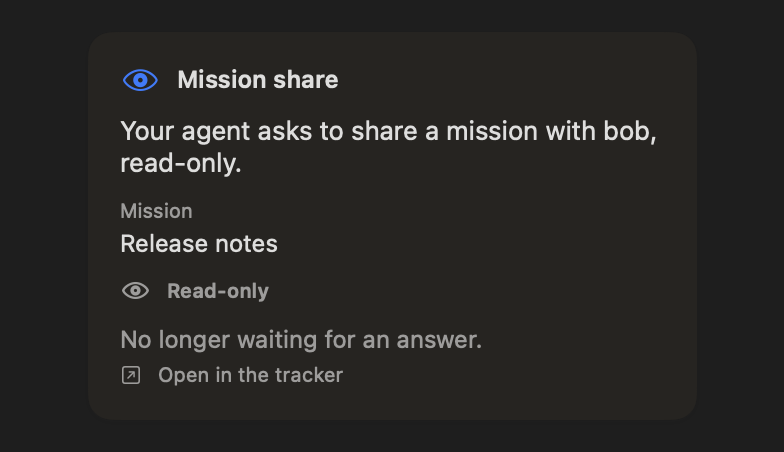 Mission share
Your agent asks to share a mission with bob,
read-only.
Mission
Release notes
Read-only
No longer waiting for an answer.
Open in the tracker